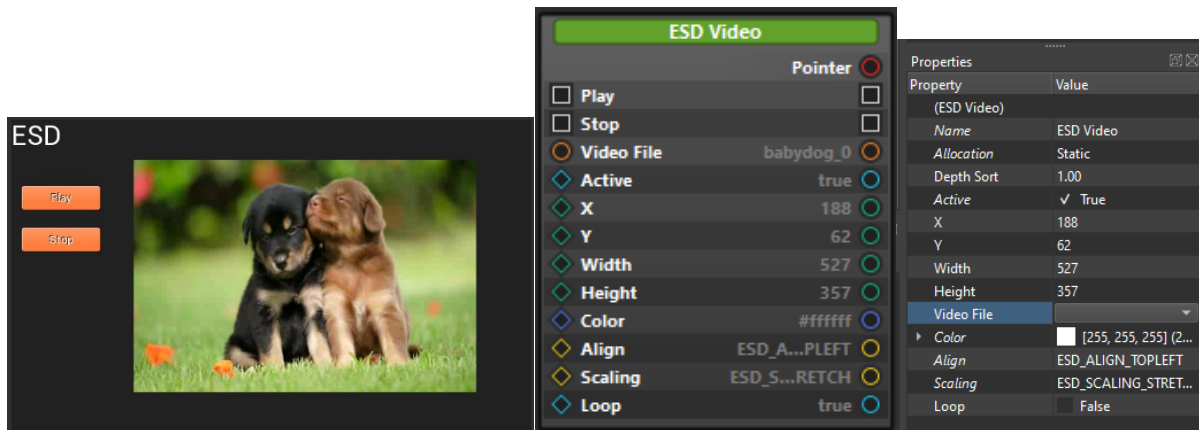 ESD
Play
Stop
ESD Video
Pointer
Play
Stop
Video File babydog_0
Active true
X 188
Y 62
Width 527
Height 357
Color #ffffff
Align ESD_A...PLEFT
Scaling ESD_S...RETCH
Loop true
Properties
Property Value
(ESD Video)
Name ESD Video
Allocation Static
Depth Sort 1.00
Active True
X 188
Y 62
Width 527
Height 357
Video File
Color [255, 255, 255] (2...
Align ESD_ALIGN_TOPLEFT
Scaling ESD_SCALING_STRET...
Loop False